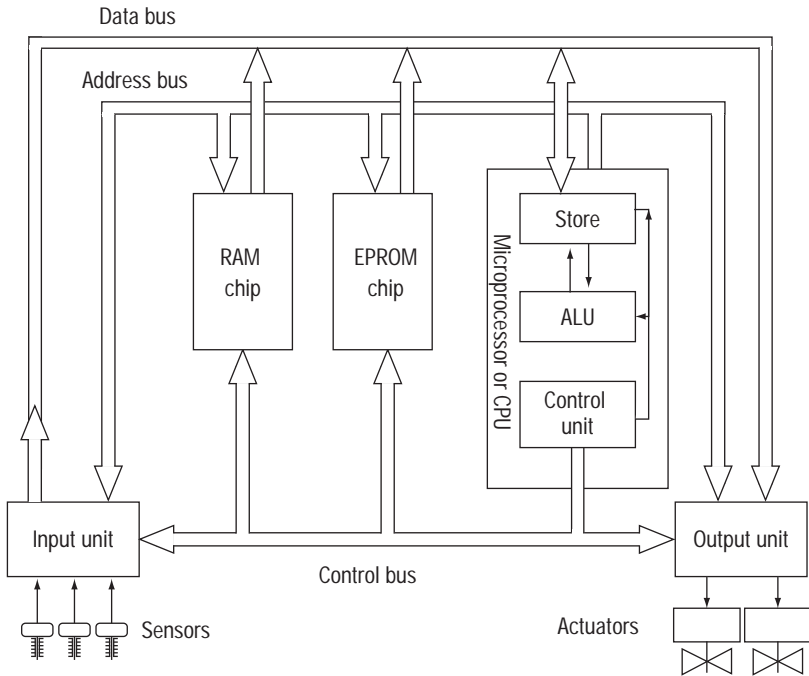 Data bus
Address bus
RAM
chip
EPROM
chip
Microprocessor or CPU
Store
ALU
Control
unit
Input unit
Output unit
Control bus
Sensors
Actuators